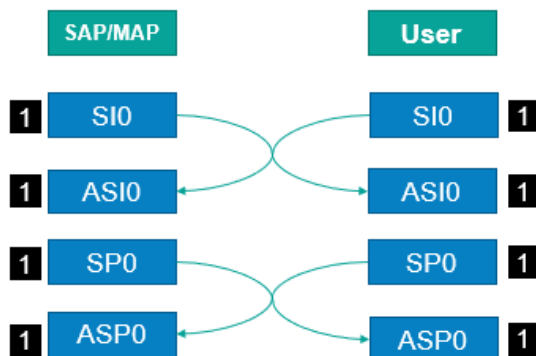 SAP/MAP User
1 SI0 SI0 1
1 ASI0 ASI0 1
1 SP0 SP0 1
1 ASP0 ASP0 1